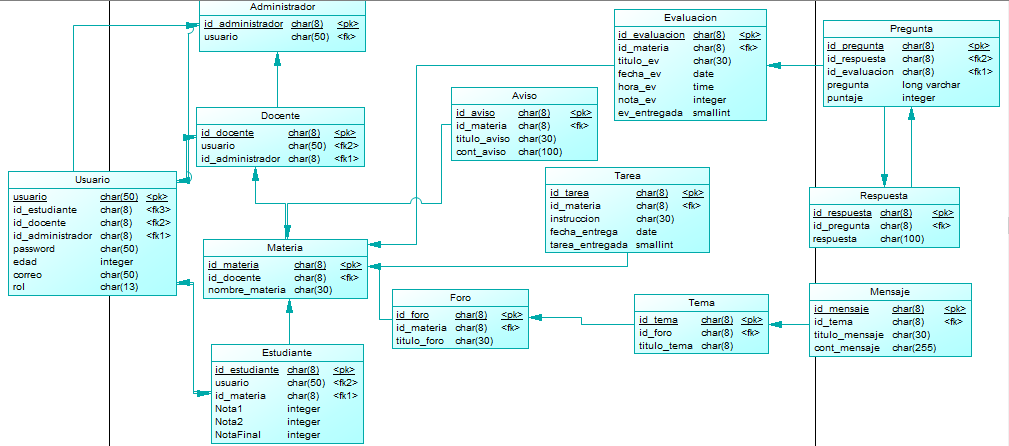 Administrador
id_administrador char(8) <pk>
usuario char(50) <fk>
Docente
id_docente char(8) <pk>
usuario char(50) <fk2>
id_administrador char(8) <fk1>
Usuario
usuario char(50) <pk>
id_estudiante char(8) <fk3>
id_docente char(8) <fk2>
id_administrador char(8) <fk1>
password char(50)
edad integer
correo char(50)
rol char(13)
Materia
id_materia char(8) <pk>
id_docente char(8) <fk>
nombre_materia char(30)
Estudiante
id_estudiante char(8) <pk>
usuario char(50) <fk2>
id_materia char(8) <fk1>
Nota1 integer
Nota2 integer
NotaFinal integer
Aviso
id_aviso char(8) <pk>
id_materia char(8) <fk>
titulo_aviso char(30)
cont_aviso char(100)
Evaluacion
id_evaluacion char(8) <pk>
id_materia char(8) <fk>
titulo_ev char(30)
fecha_ev date
hora_ev time
nota_ev integer
ev_entregada smallint
Tarea
id_tarea char(8) <pk>
id_materia char(8) <fk>
instruccion char(30)
fecha_entrega date
tarea_entregada smallint
Foro
id_foro char(8) <pk>
id_materia char(8) <fk>
titulo_foro char(30)
Tema
id_tema char(8) <pk>
id_foro char(8) <fk>
titulo_tema char(8)
Pregunta
id_pregunta char(8) <pk>
id_respuesta char(8) <fk2>
id_evaluacion char(8) <fk1>
pregunta long varchar
puntaje integer
Respuesta
id_respuesta char(8) <pk>
id_pregunta char(8) <fk>
respuesta char(100)
Mensaje
id_mensaje char(8) <pk>
id_tema char(8) <fk>
titulo_mensaje char(30)
cont_mensaje char(255)